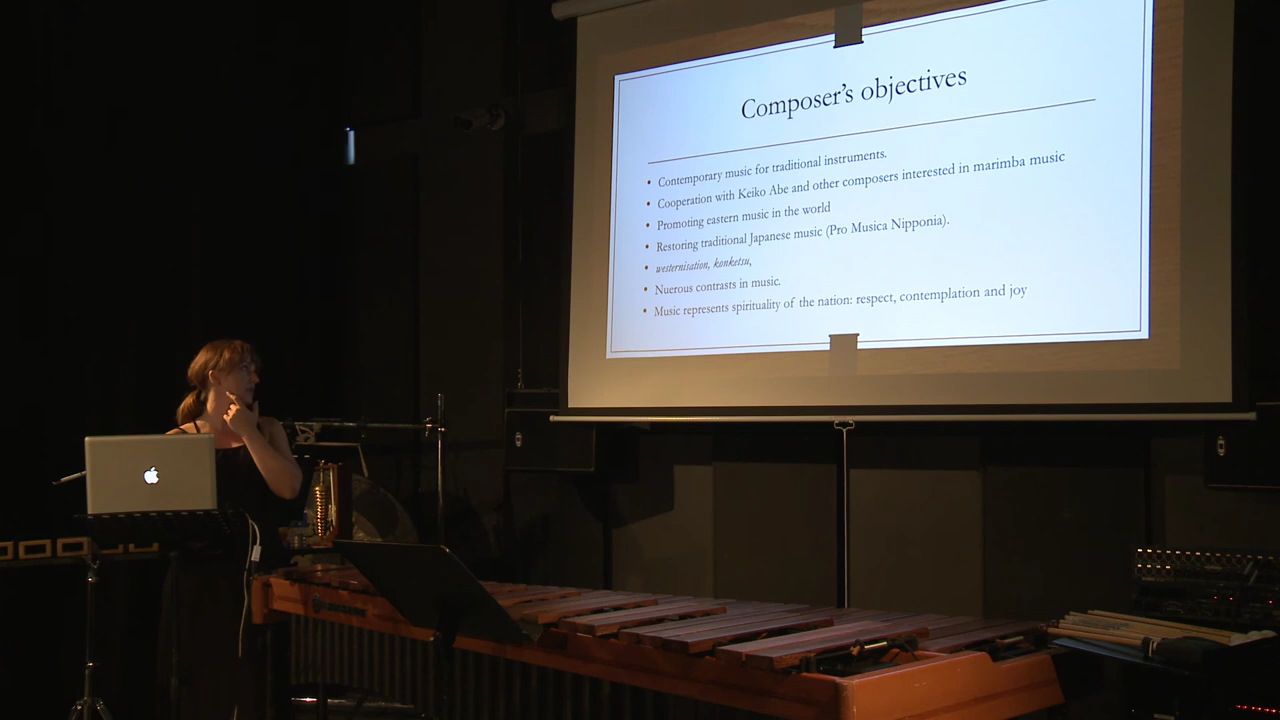 Composer's objectives
• Contemporary music for traditional instruments.
• Cooperation with Keiko Abe and other composers interested in marimba music
• Promoting eastern music in the world
• Restoring traditional Japanese music (Pro Musica Nipponia).
• westernisation, konketsu,
• Nuerous contrasts in music.
• Music represents spirituality of the nation: respect, contemplation and joy